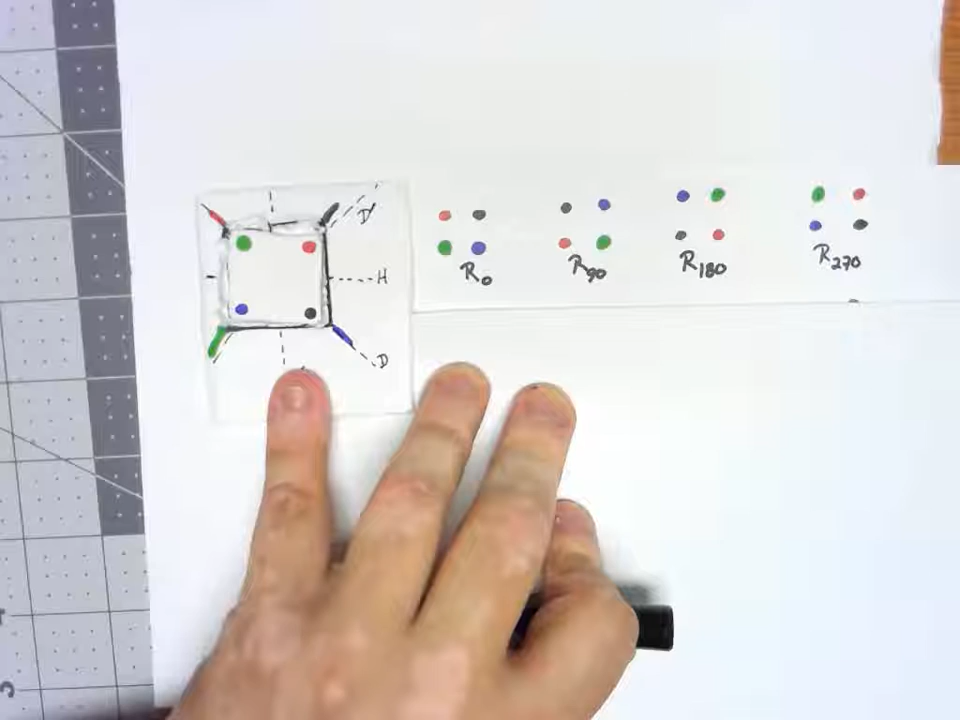 D'
H
D
R₀
R₉₀
R₁₈₀
R₂₇₀